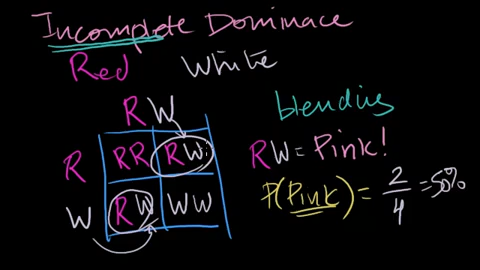 Incomplete Dominace
Red White
R W
blending
R RR RW
RW = Pink!
W RW WW
P(Pink) = 2/4 = 50%